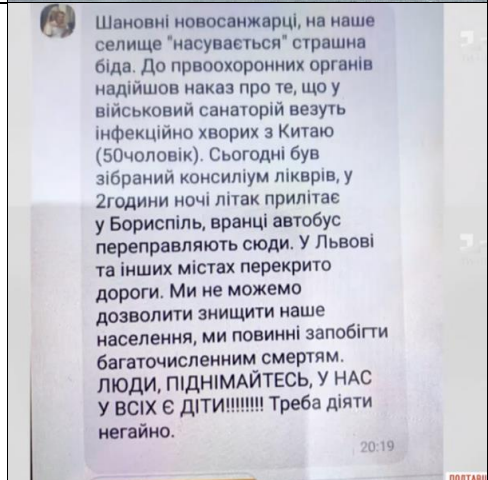 Шановні новосанжарці, на наше
селище "насувається" страшна
біда. До првоохоронних органів
надійшов наказ про те, що у
військовий санаторій везуть
інфекційно хворих з Китаю
(50чоловік). Сьогодні був
зібраний консиліум лікврів, у
2години ночі літак прилітає
у Бориспіль, вранці автобус
переправляють сюди. У Львові
та інших містах перекрито
дороги. Ми не можемо
дозволити знищити наше
населення, ми повинні запобігти
багаточисленним смертям.
ЛЮДИ, ПІДНІМАЙТЕСЬ, У НАС
У ВСІХ Є ДІТИ!!!!!!!! Треба діяти
негайно.
20:19